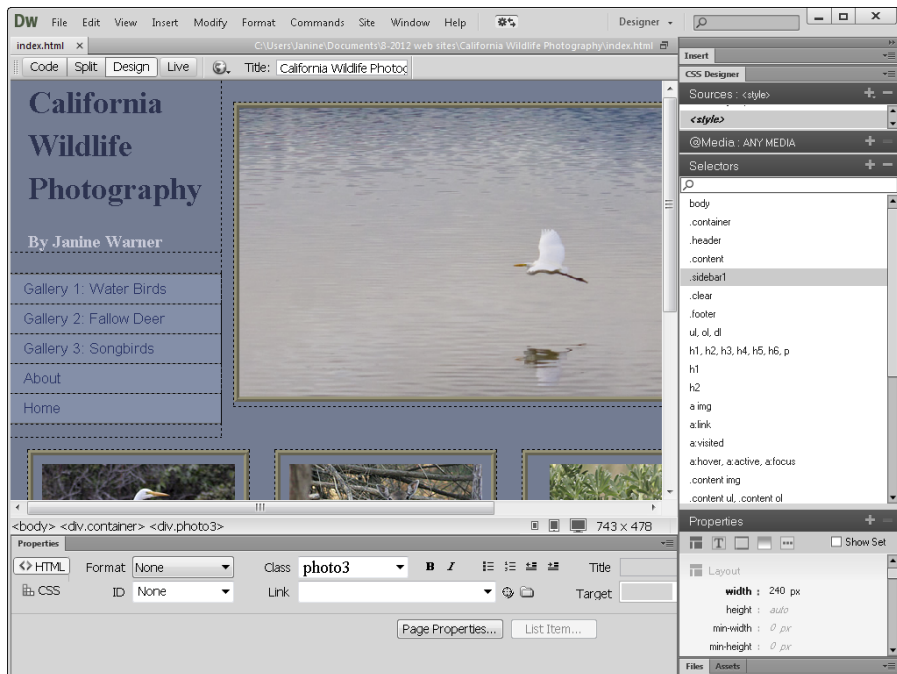 Dw File Edit View Insert Modify Format Commands Site Window Help Designer
index.html × C:\Users\Janine\Documents\8-2012 web sites\California Wildlife Photography\index.html
Code Split Design Live Title: California Wildlife Photog
California
Wildlife
Photography
By Janine Warner
Gallery 1: Water Birds
Gallery 2: Fallow Deer
Gallery 3: Songbirds
About
Home
<body> <div.container> <div.photo3> 743 x 478
Properties
<> HTML Format None Class photo3 B I Title
CSS ID None Link Target
Page Properties... List Item...
Insert
CSS Designer
Sources : <style>
<style>
@Media : ANY MEDIA
Selectors
body
.container
.header
.content
.sidebar1
.clear
.footer
ul, ol, dl
h1, h2, h3, h4, h5, h6, p
h1
h2
a img
a:link
a:visited
a:hover, a:active, a:focus
.content img
.content ul, .content ol
Properties
Show Set
Layout
width : 240 px
height : auto
min-width : 0 px
min-height : 0 px
Files Assets